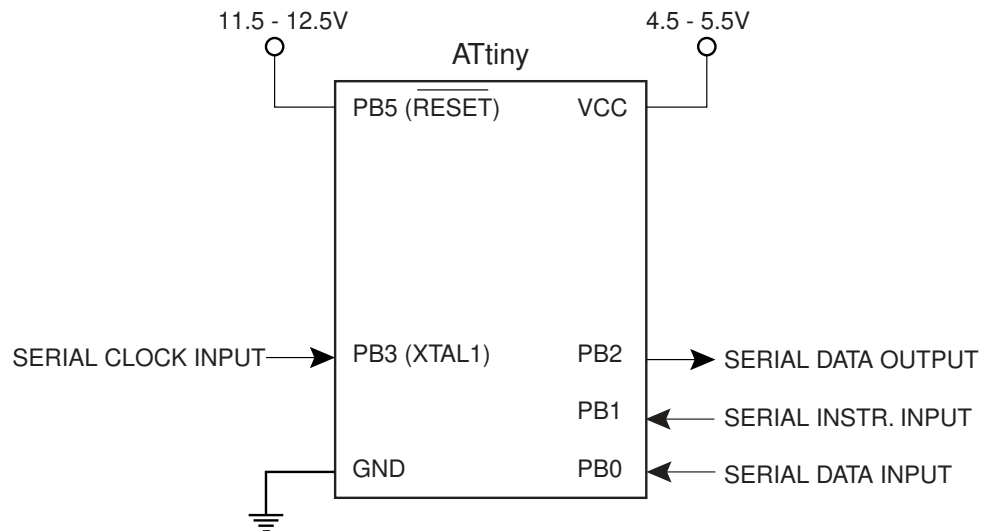 11.5 - 12.5V
4.5 - 5.5V
ATtiny
PB5 (RESET)
VCC
SERIAL CLOCK INPUT
PB3 (XTAL1)
PB2
SERIAL DATA OUTPUT
PB1
SERIAL INSTR. INPUT
GND
PB0
SERIAL DATA INPUT